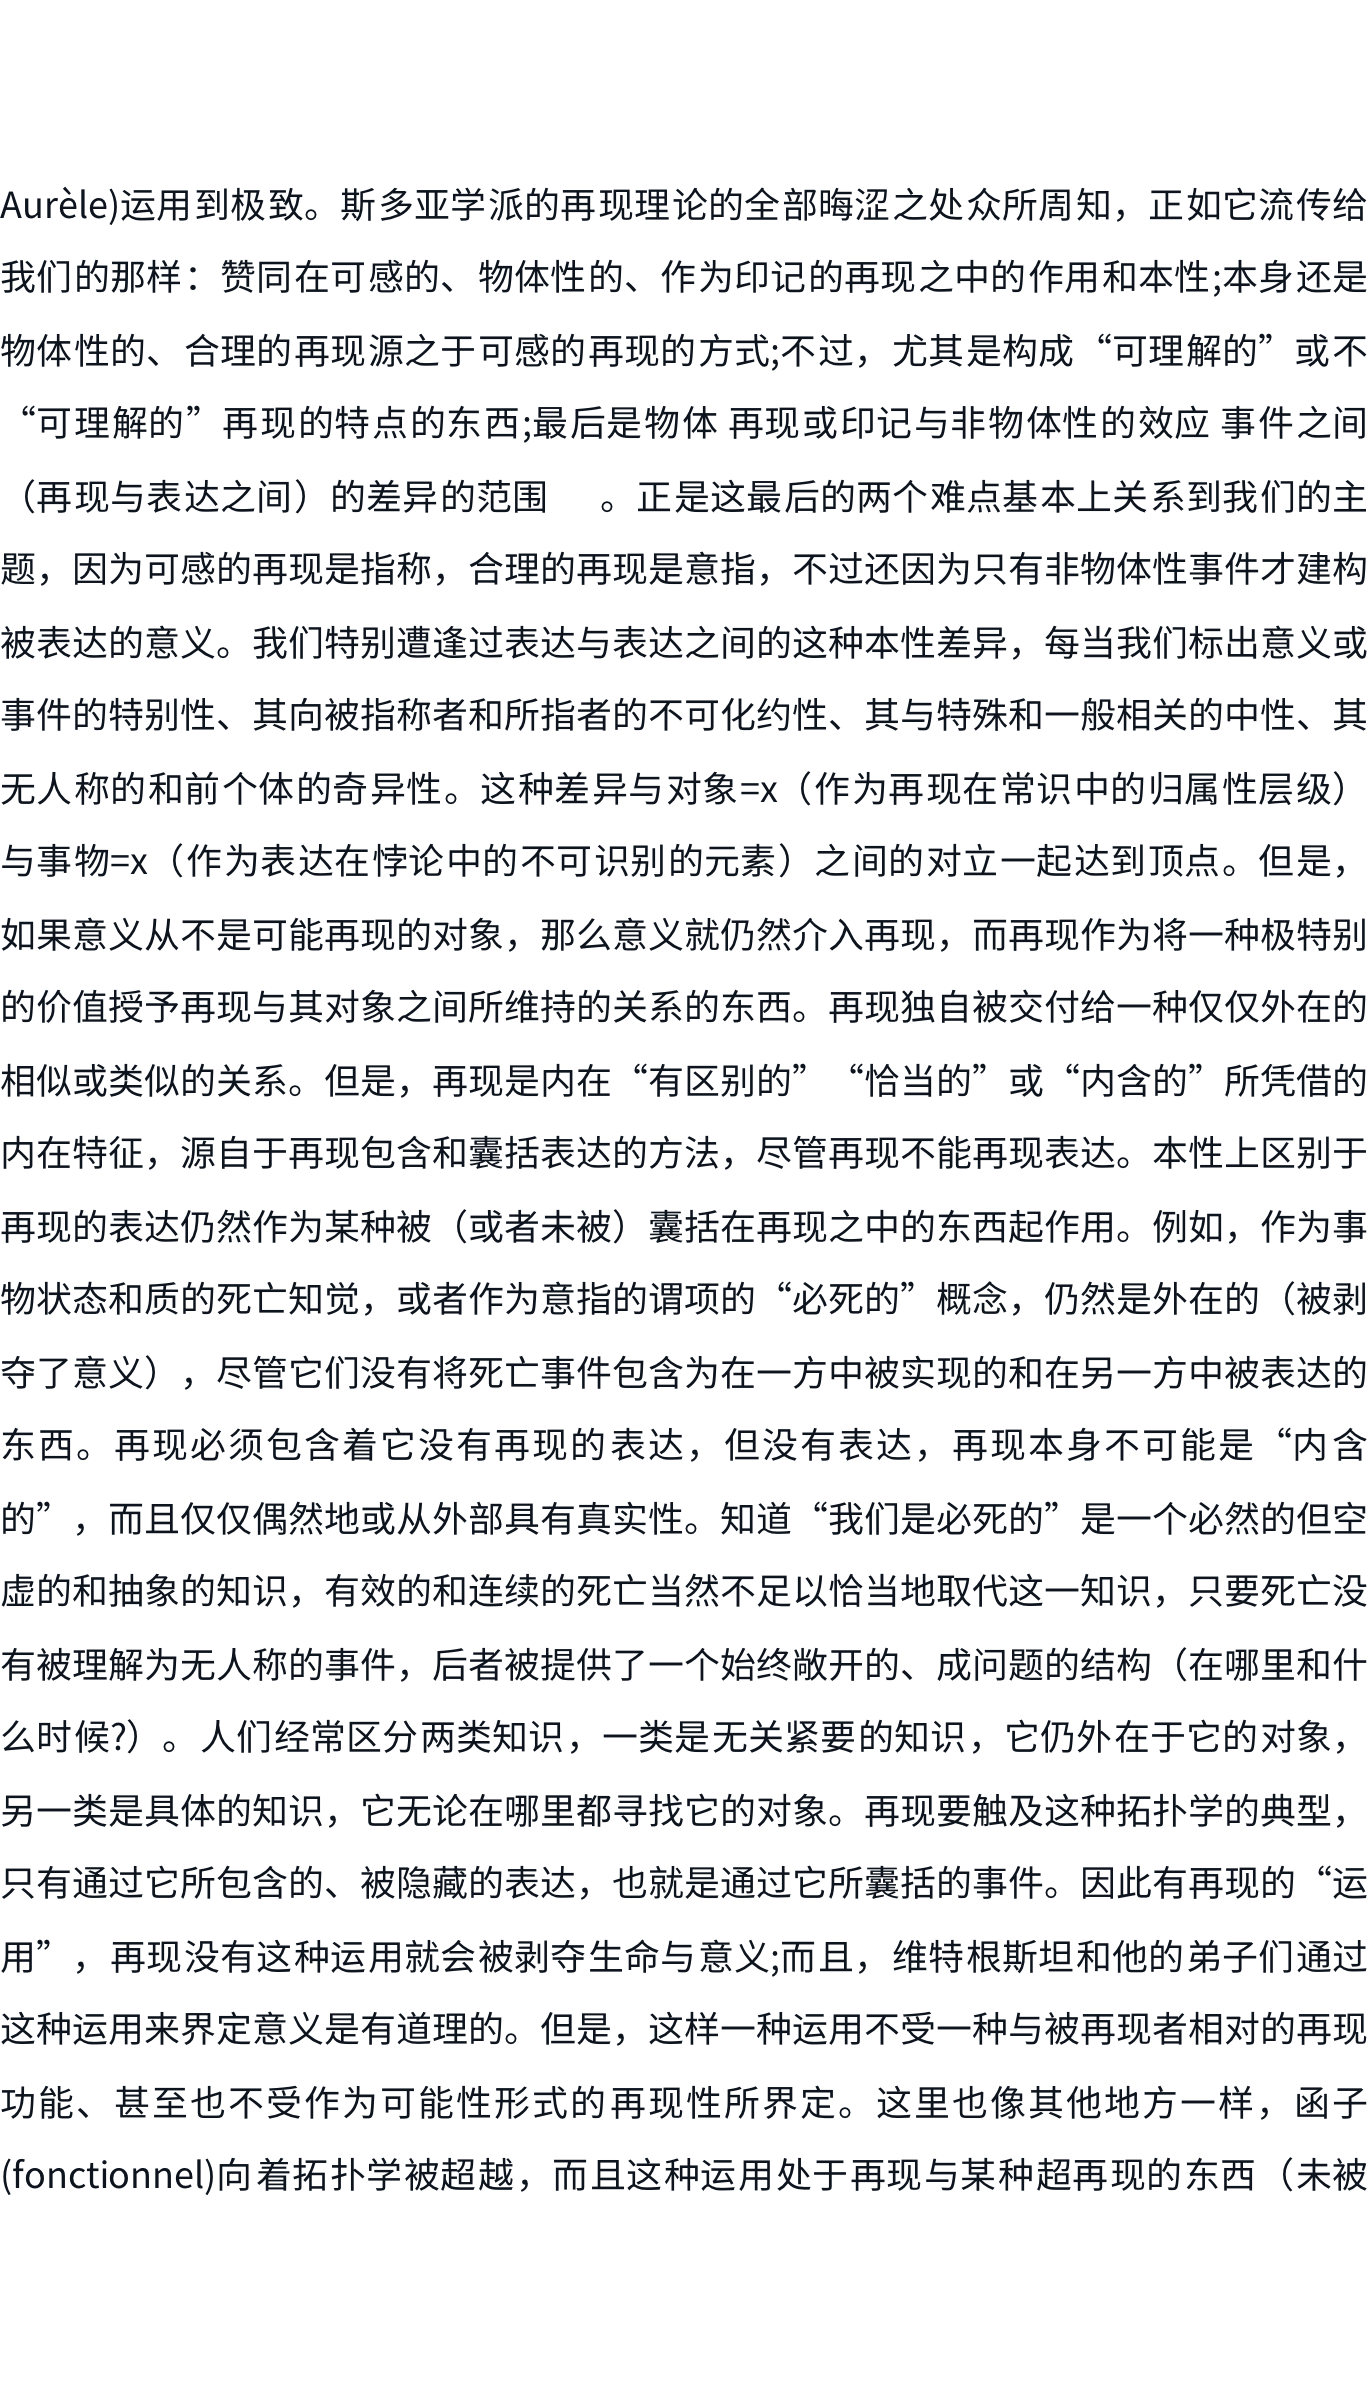 Aurèle)运用到极致。斯多亚学派的再现理论的全部晦涩之处众所周知，正如它流传给
我们的那样：赞同在可感的、物体性的、作为印记的再现之中的作用和本性;本身还是
物体性的、合理的再现源之于可感的再现的方式;不过，尤其是构成“可理解的”或不
“可理解的”再现的特点的东西;最后是物体 再现或印记与非物体性的效应 事件之间
（再现与表达之间）的差异的范围 。正是这最后的两个难点基本上关系到我们的主
题，因为可感的再现是指称，合理的再现是意指，不过还因为只有非物体性事件才建构
被表达的意义。我们特别遭逢过表达与表达之间的这种本性差异，每当我们标出意义或
事件的特别性、其向被指称者和所指者的不可化约性、其与特殊和一般相关的中性、其
无人称的和前个体的奇异性。这种差异与对象=x（作为再现在常识中的归属性层级）
与事物=x（作为表达在悖论中的不可识别的元素）之间的对立一起达到顶点。但是，
如果意义从不是可能再现的对象，那么意义就仍然介入再现，而再现作为将一种极特别
的价值授予再现与其对象之间所维持的关系的东西。再现独自被交付给一种仅仅外在的
相似或类似的关系。但是，再现是内在“有区别的”“恰当的”或“内含的”所凭借的
内在特征，源自于再现包含和囊括表达的方法，尽管再现不能再现表达。本性上区别于
再现的表达仍然作为某种被（或者未被）囊括在再现之中的东西起作用。例如，作为事
物状态和质的死亡知觉，或者作为意指的谓项的“必死的”概念，仍然是外在的（被剥
夺了意义），尽管它们没有将死亡事件包含为在一方中被实现的和在另一方中被表达的
东西。再现必须包含着它没有再现的表达，但没有表达，再现本身不可能是“内含
的”，而且仅仅偶然地或从外部具有真实性。知道“我们是必死的”是一个必然的但空
虚的和抽象的知识，有效的和连续的死亡当然不足以恰当地取代这一知识，只要死亡没
有被理解为无人称的事件，后者被提供了一个始终敞开的、成问题的结构（在哪里和什
么时候?）。人们经常区分两类知识，一类是无关紧要的知识，它仍外在于它的对象，
另一类是具体的知识，它无论在哪里都寻找它的对象。再现要触及这种拓扑学的典型，
只有通过它所包含的、被隐藏的表达，也就是通过它所囊括的事件。因此有再现的“运
用”，再现没有这种运用就会被剥夺生命与意义;而且，维特根斯坦和他的弟子们通过
这种运用来界定意义是有道理的。但是，这样一种运用不受一种与被再现者相对的再现
功能、甚至也不受作为可能性形式的再现性所界定。这里也像其他地方一样，函子
(fonctionnel)向着拓扑学被超越，而且这种运用处于再现与某种超再现的东西（未被